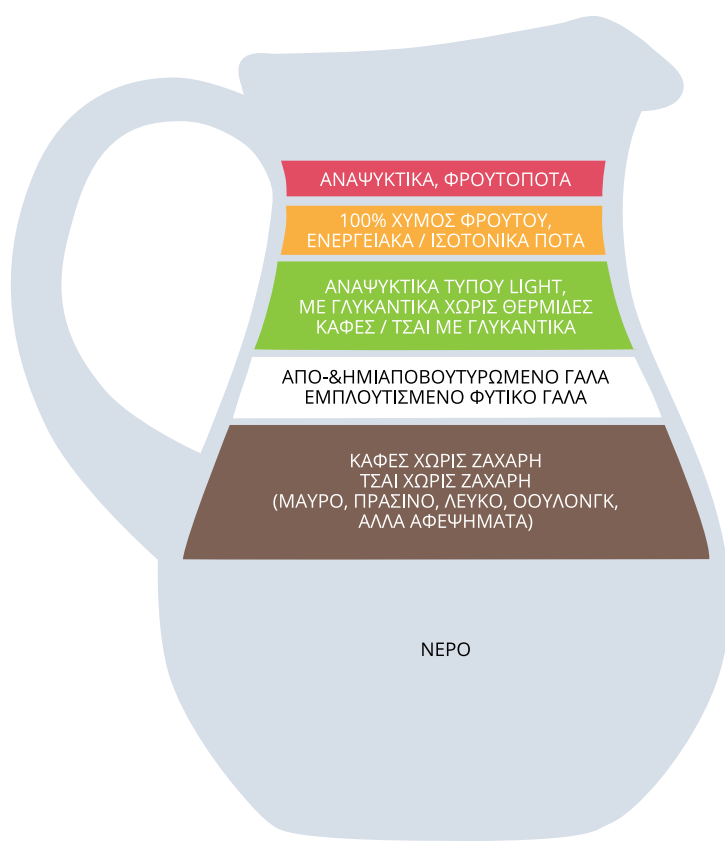 ΑΝΑΨΥΚΤΙΚΑ, ΦΡΟΥΤΟΠΟΤΑ
100% ΧΥΜΟΣ ΦΡΟΥΤΟΥ,
ΕΝΕΡΓΕΙΑΚΑ / ΙΣΟΤΟΝΙΚΑ ΠΟΤΑ
ΑΝΑΨΥΚΤΙΚΑ ΤΥΠΟΥ LIGHT,
ΜΕ ΓΛΥΚΑΝΤΙΚΑ ΧΩΡΙΣ ΘΕΡΜΙΔΕΣ
ΚΑΦΕΣ / ΤΣΑΙ ΜΕ ΓΛΥΚΑΝΤΙΚΑ
ΑΠΟ-&ΗΜΙΑΠΟΒΟΥΤΥΡΩΜΕΝΟ ΓΑΛΑ
ΕΜΠΛΟΥΤΙΣΜΕΝΟ ΦΥΤΙΚΟ ΓΑΛΑ
ΚΑΦΕΣ ΧΩΡΙΣ ΖΑΧΑΡΗ
ΤΣΑΙ ΧΩΡΙΣ ΖΑΧΑΡΗ
(ΜΑΥΡΟ, ΠΡΑΣΙΝΟ, ΛΕΥΚΟ, ΟΟΥΛΟΝΓΚ,
ΑΛΛΑ ΑΦΕΨΗΜΑΤΑ)
ΝΕΡΟ